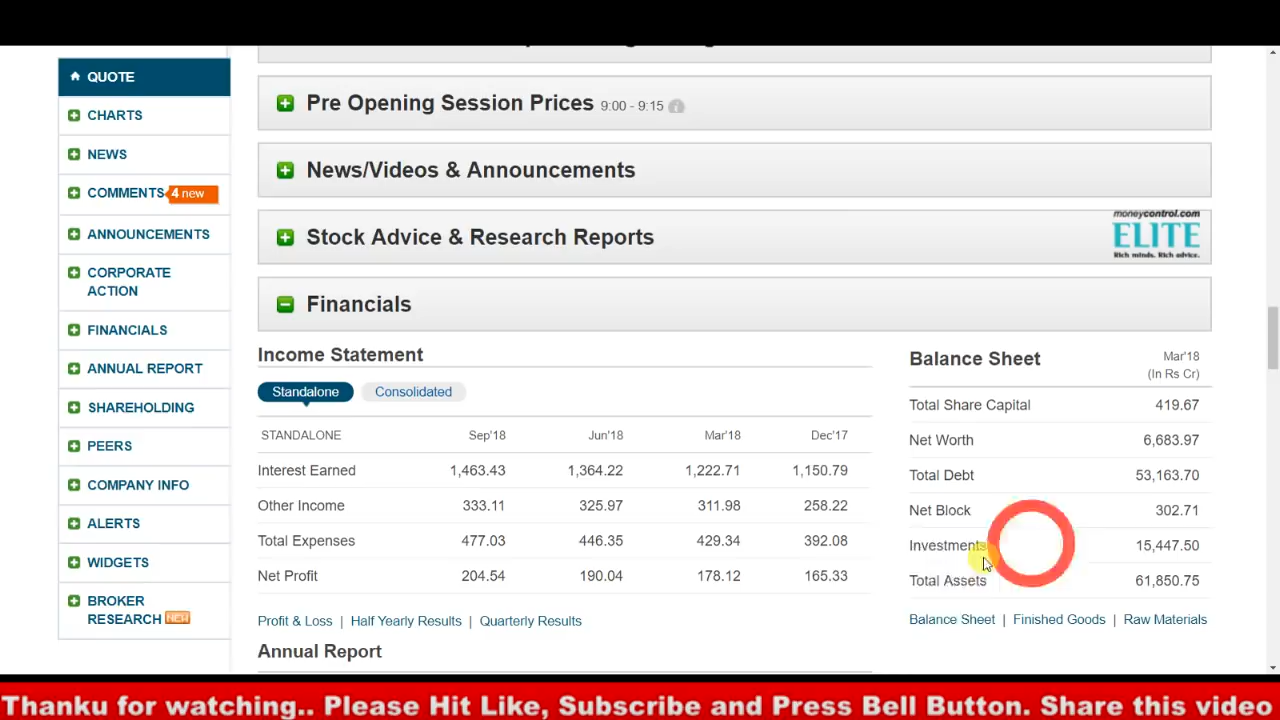 QUOTE
CHARTS
NEWS
COMMENTS 4 new
ANNOUNCEMENTS
CORPORATE
ACTION
FINANCIALS
ANNUAL REPORT
SHAREHOLDING
PEERS
COMPANY INFO
ALERTS
WIDGETS
BROKER
RESEARCH NEW
Pre Opening Session Prices 9:00 - 9:15
News/Videos & Announcements
Stock Advice & Research Reports
moneycontrol.com
ELITE
Rich minds. Rich advice.
Financials
Income Statement
Standalone Consolidated
STANDALONE Sep'18 Jun'18 Mar'18 Dec'17
Interest Earned 1,463.43 1,364.22 1,222.71 1,150.79
Other Income 333.11 325.97 311.98 258.22
Total Expenses 477.03 446.35 429.34 392.08
Net Profit 204.54 190.04 178.12 165.33
Profit & Loss | Half Yearly Results | Quarterly Results
Annual Report
Balance Sheet Mar'18
(In Rs Cr)
Total Share Capital 419.67
Net Worth 6,683.97
Total Debt 53,163.70
Net Block 302.71
Investments 15,447.50
Total Assets 61,850.75
Balance Sheet | Finished Goods | Raw Materials
Thanku for watching.. Please Hit Like, Subscribe and Press Bell Button. Share this video